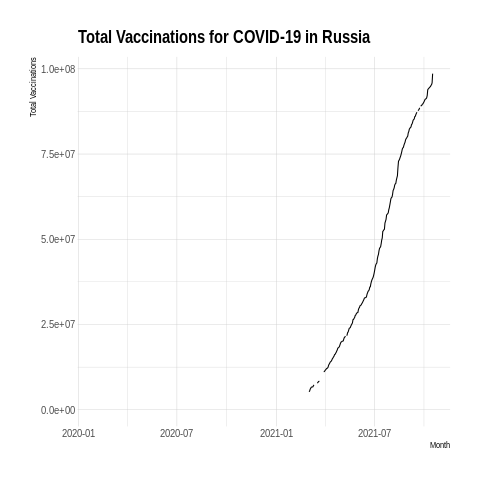 Total Vaccinations for COVID-19 in Russia
Total Vaccinations
1.0e+08
7.5e+07
5.0e+07
2.5e+07
0.0e+00
2020-01 2020-07 2021-01 2021-07
Month